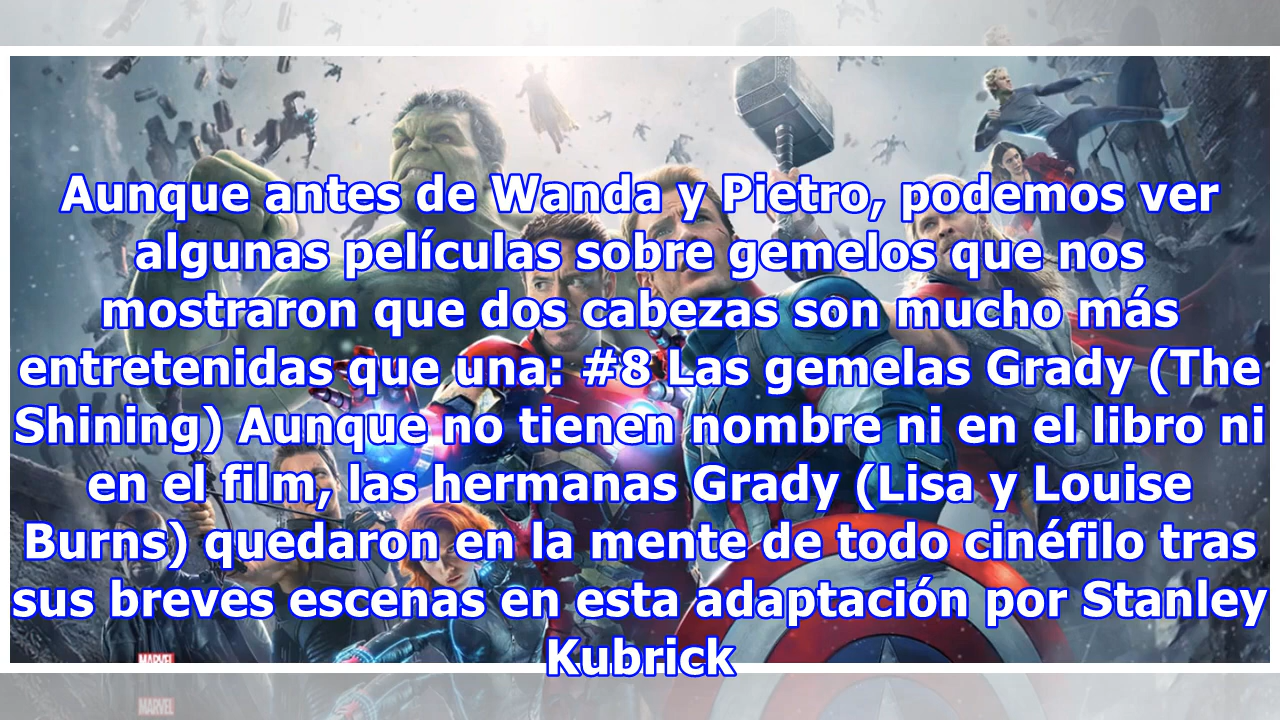 Aunque antes de Wanda y Pietro, podemos ver
algunas películas sobre gemelos que nos
mostraron que dos cabezas son mucho más
entretenidas que una: #8 Las gemelas Grady (The
Shining) Aunque no tienen nombre ni en el libro ni
en el film, las hermanas Grady (Lisa y Louise
Burns) quedaron en la mente de todo cinéfilo tras
sus breves escenas en esta adaptación por Stanley
Kubrick
MARVEL
MARVEL